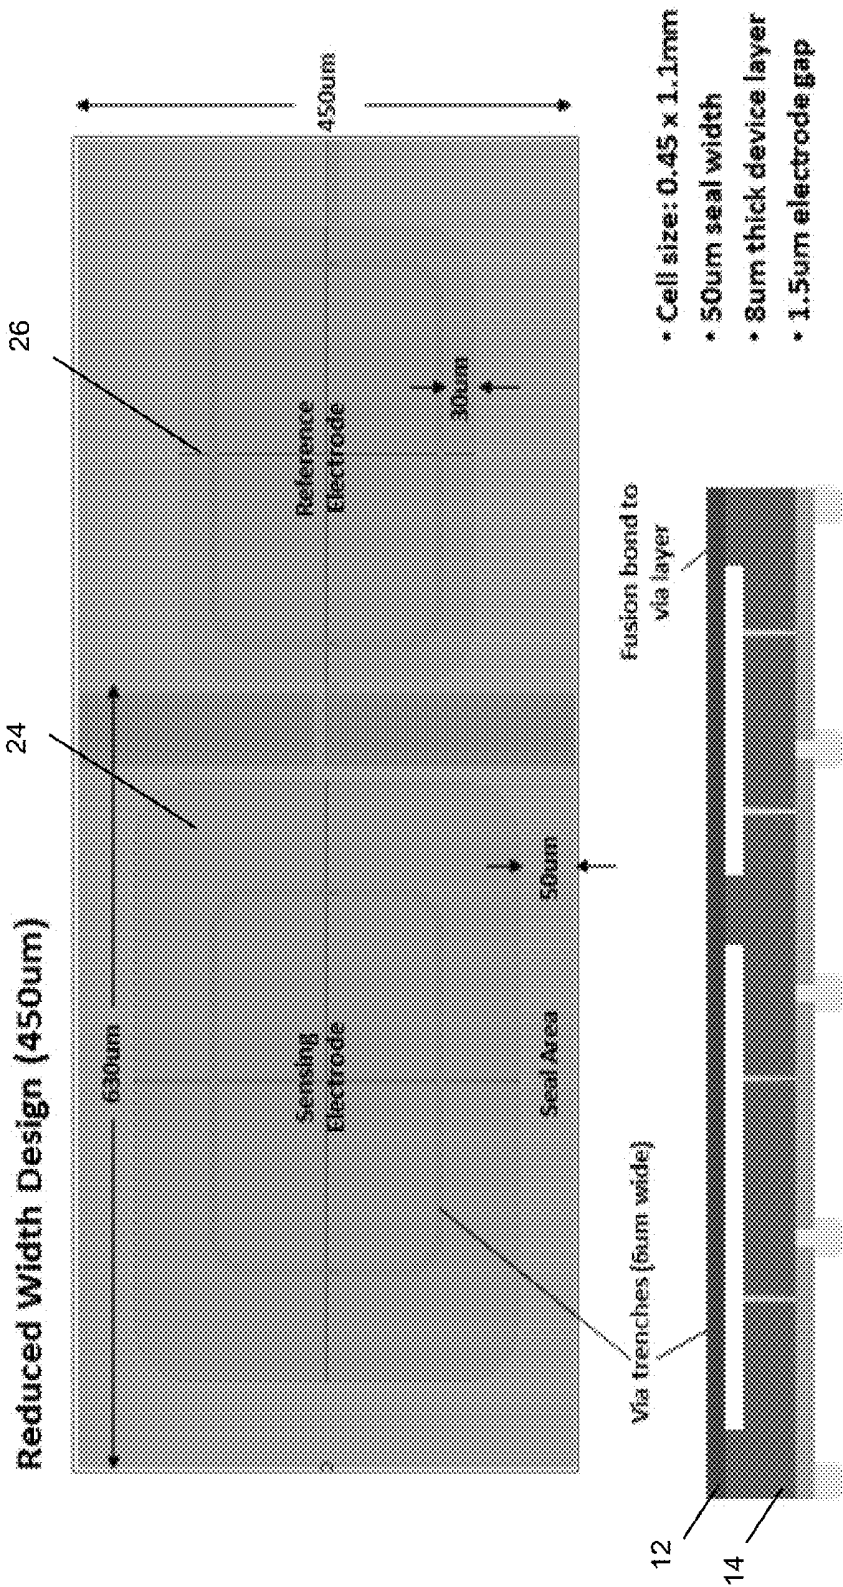 Reduced Width Design (450um)
24
26
630um
450um
Sensing
Electrode
Reference
Electrode
30um
50um
Seal Area
Via trenches (6um wide)
Fusion bond to
via layer
12
14
• Cell size: 0.45 x 1.1mm
• 50um seal width
• 8um thick device layer
• 1.5um electrode gap